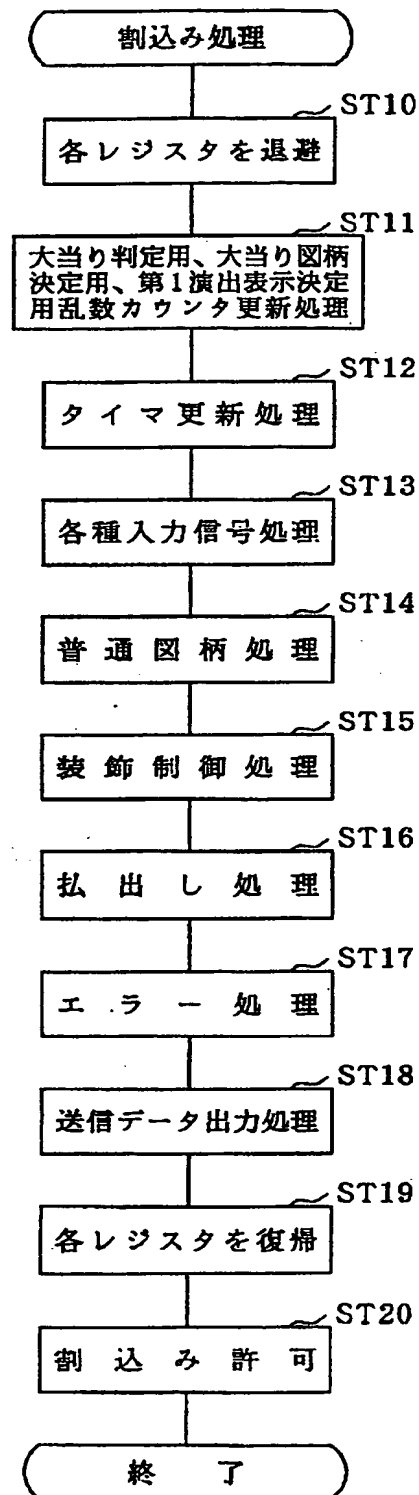 割込み処理
ST10
各レジスタを退避
ST11
大当り判定用、大当り図柄
決定用、第1演出表示決定
用乱数カウンタ更新処理
ST12
タイマ更新処理
ST13
各種入力信号処理
ST14
普通図柄処理
ST15
装飾制御処理
ST16
払出し処理
ST17
エラー処理
ST18
送信データ出力処理
ST19
各レジスタを復帰
ST20
割込み許可
終了